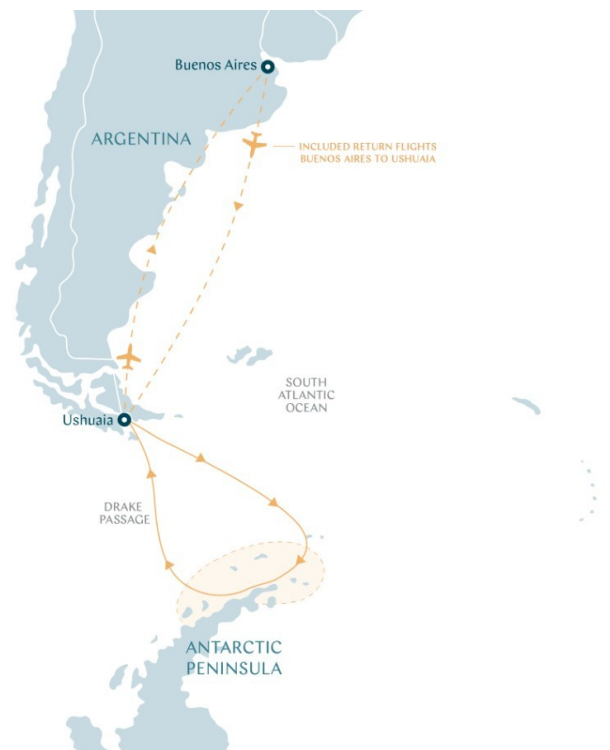 Buenos Aires
ARGENTINA
INCLUDED RETURN FLIGHTS
BUENOS AIRES TO USHUAIA
SOUTH
ATLANTIC
OCEAN
Ushuaia
DRAKE
PASSAGE
ANTARCTIC
PENINSULA